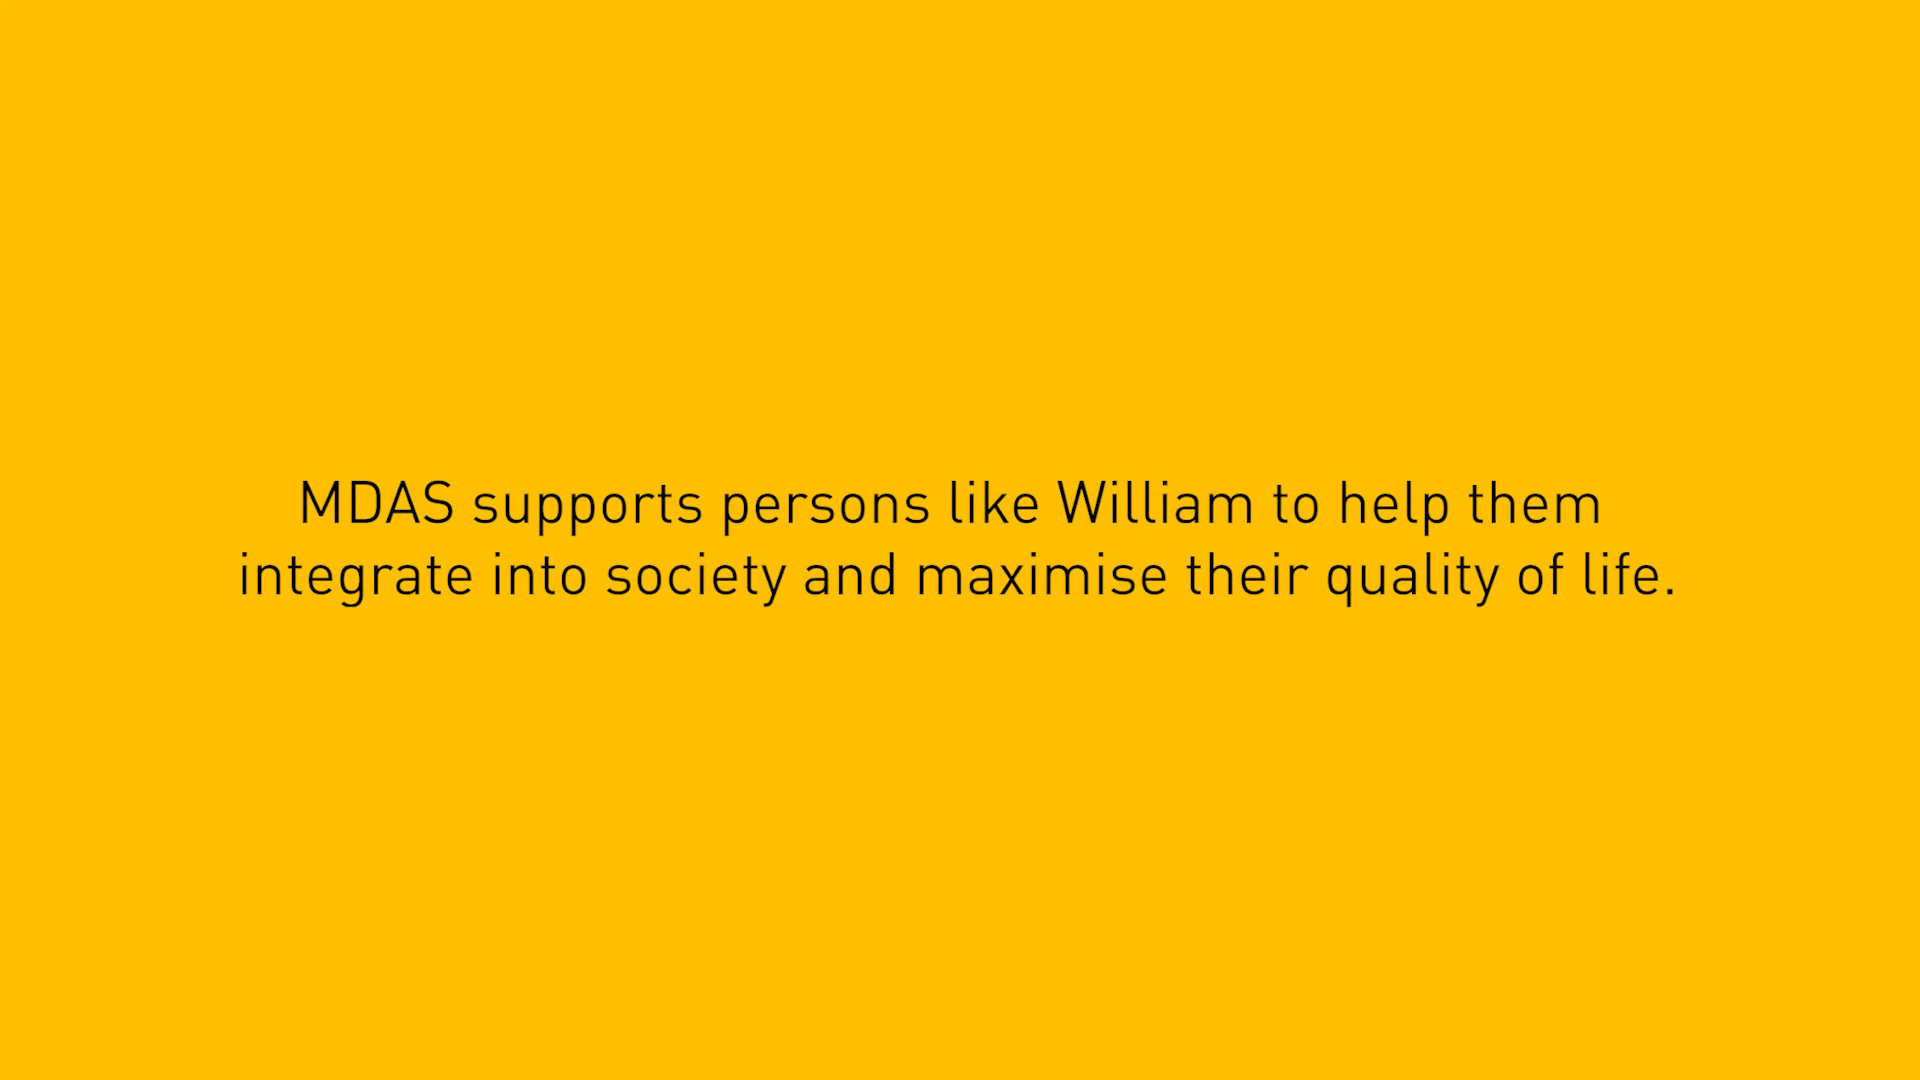 MDAS supports persons like William to help them
integrate into society and maximise their quality of life.